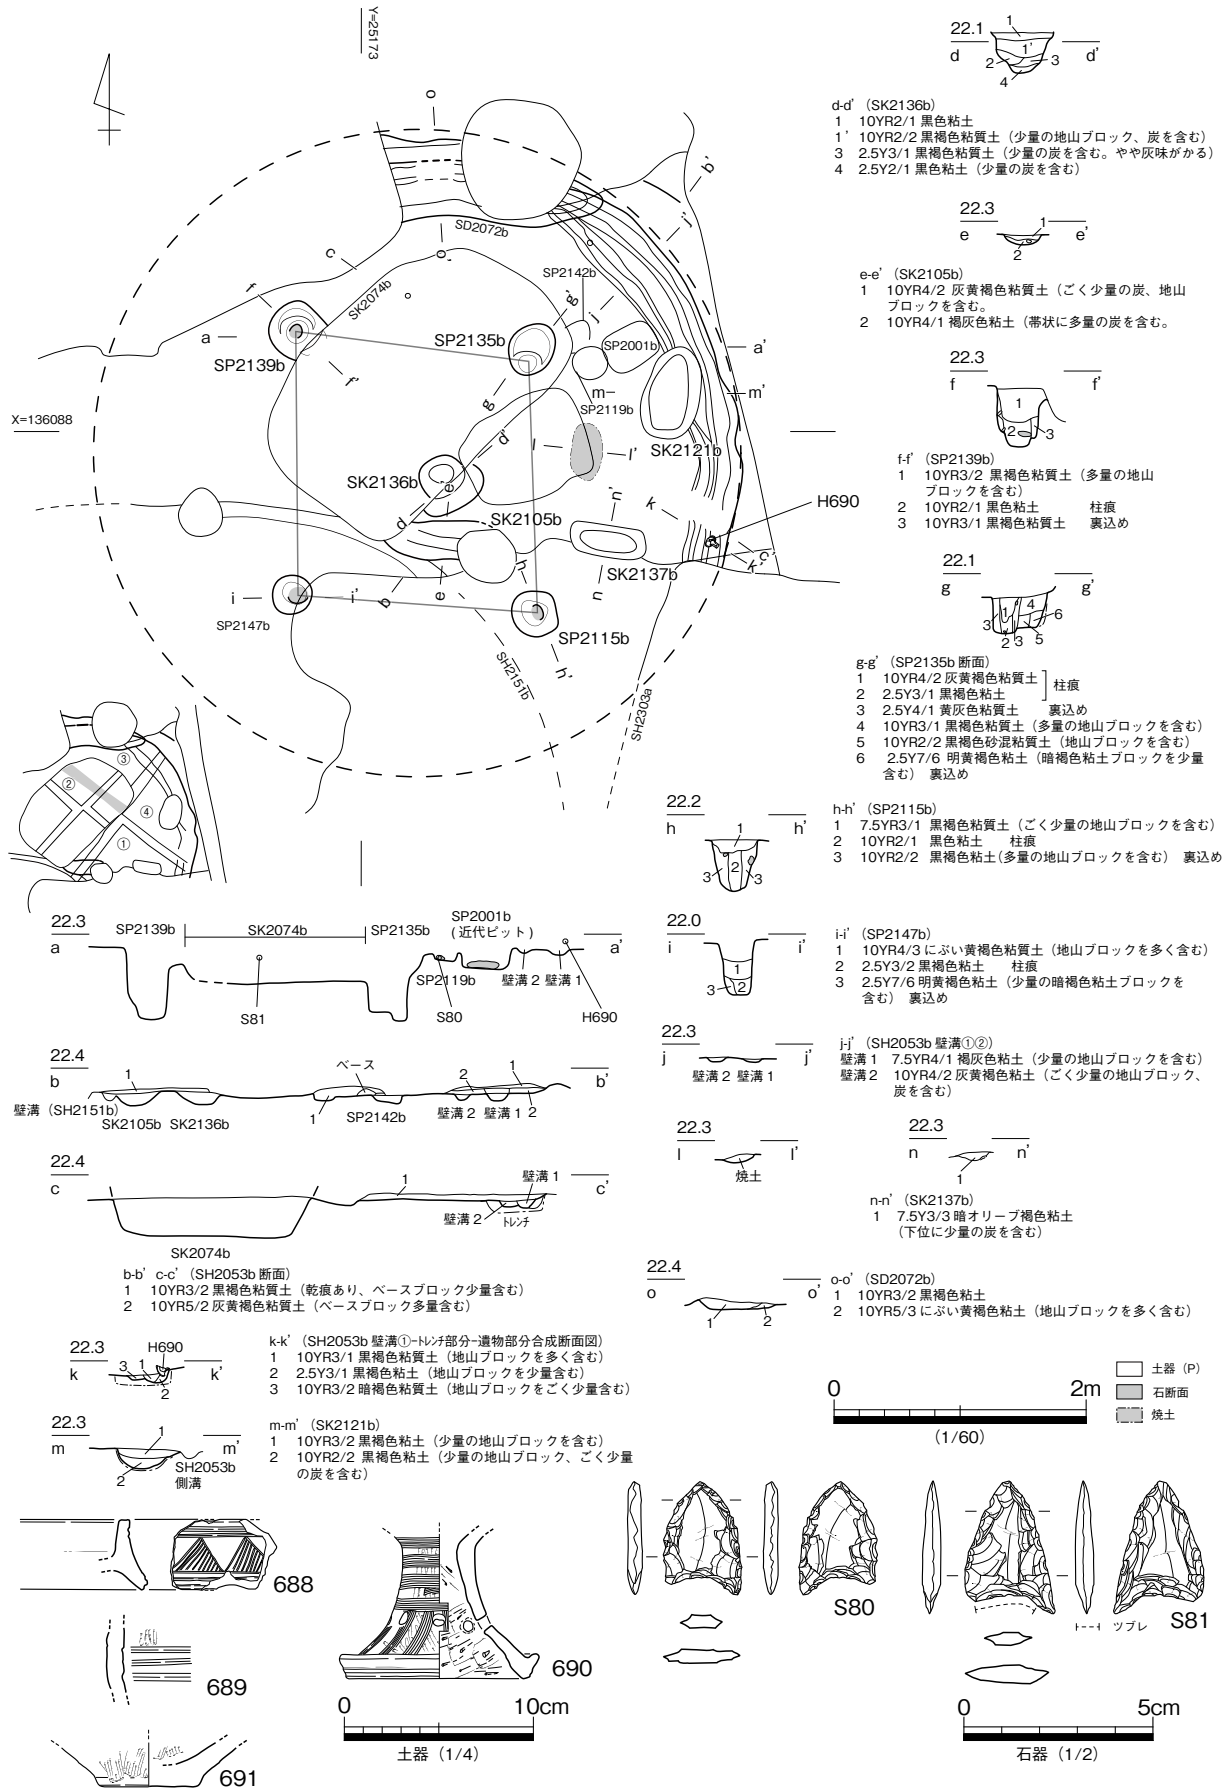 Y=25173
X=136088
o
c
f
a
SP2139b
f'
SK2074b
SD2072b
o'
SP2142b
g'
j
SP2135b
SP2001b
j'
b'
a'
m
m'
SP2119b
g
d'
l
l'
SK2121b
SK2136b
e'
d
SK2105b
n'
k
H690
c'
k'
SK2137b
h
n
i
i'
b
e
SP2147b
SP2115b
h'
SH2151b
SH2303a
①
②
③
④
22.1
d
d'
1
1'
2
3
4
d-d' (SK2136b)
1 10YR2/1 黒色粘土
1' 10YR2/2 黒褐色粘質土（少量の地山ブロック、炭を含む）
3 2.5Y3/1 黒褐色粘質土（少量の炭を含む。やや灰味がかる）
4 2.5Y2/1 黒色粘土（少量の炭を含む）
22.3
e
e'
1
2
e-e' (SK2105b)
1 10YR4/2 灰黄褐色粘質土（ごく少量の炭、地山
ブロックを含む。
2 10YR4/1 褐灰色粘土（帯状に多量の炭を含む。
22.3
f
f'
1
2
3
f-f' (SP2139b)
1 10YR3/2 黒褐色粘質土（多量の地山
ブロックを含む）
2 10YR2/1 黒色粘土 柱痕
3 10YR3/1 黒褐色粘質土 裏込め
22.1
g
g'
1
4
3
6
2
3
5
g-g' (SP2135b 断面)
1 10YR4/2 灰黄褐色粘質土
2 2.5Y3/1 黒褐色粘土
柱痕
3 2.5Y4/1 黄灰色粘質土 裏込め
4 10YR3/1 黒褐色粘質土（多量の地山ブロックを含む）
5 10YR2/2 黒褐色砂混粘質土（地山ブロックを含む）
6 2.5Y7/6 明黄褐色粘土（暗褐色粘土ブロックを少量
含む） 裏込め
22.2
h
h'
1
2
3
3
h-h' (SP2115b)
1 7.5YR3/1 黒褐色粘質土（ごく少量の地山ブロックを含む）
2 10YR2/1 黒色粘土 柱痕
3 10YR2/2 黒褐色粘土（多量の地山ブロックを含む） 裏込め
22.3
a
a'
SP2139b
SK2074b
SP2135b
SP2001b
(近代ピット)
SP2119b
壁溝 2 壁溝 1
S81
S80
H690
22.0
i
i'
1
2
3
i-i' (SP2147b)
1 10YR4/3 にぶい黄褐色粘質土（地山ブロックを多く含む）
2 2.5Y3/2 黒褐色粘土 柱痕
3 2.5Y7/6 明黄褐色粘土（少量の暗褐色粘土ブロックを
含む） 裏込め
22.3
j
j'
壁溝 2 壁溝 1
j-j' (SH2053b 壁溝①②)
壁溝 1 7.5YR4/1 褐灰色粘土（少量の地山ブロックを含む）
壁溝 2 10YR4/2 灰黄褐色粘土（ごく少量の地山ブロック、
炭を含む）
22.4
b
b'
1
ベース
2
1
壁溝（SH2151b）
SK2105b SK2136b
1
SP2142b
壁溝 2 壁溝 1 2
22.3
l
l'
焼土
22.3
n
n'
1
n-n' (SK2137b)
1 7.5Y3/3 暗オリーブ褐色粘土
（下位に少量の炭を含む）
22.4
c
c'
1
壁溝 1
壁溝 2
トレンチ
SK2074b
b-b' c-c' (SH2053b 断面)
1 10YR3/2 黒褐色粘質土（乾痕あり、ベースブロック少量含む）
2 10YR5/2 灰黄褐色粘質土（ベースブロック多量含む）
22.4
o
o'
1
2
o-o' (SD2072b)
1 10YR3/2 黒褐色粘土
2 10YR5/3 にぶい黄褐色粘土（地山ブロックを多く含む）
22.3
k
k'
H690
3
1
2
k-k' (SH2053b 壁溝①-トレンチ部分-遺物部分合成断面図)
1 10YR3/1 黒褐色粘質土（地山ブロックを多く含む）
2 2.5Y3/1 黒褐色粘土（地山ブロックを少量含む）
3 10YR3/2 暗褐色粘質土（地山ブロックをごく少量含む）
22.3
m
m'
1
2
SH2053b
側溝
m-m' (SK2121b)
1 10YR3/2 黒褐色粘土（少量の地山ブロックを含む）
2 10YR2/2 黒褐色粘土（少量の地山ブロック、ごく少量
の炭を含む）
0
2m
(1/60)
土器（P）
石断面
焼土
688
689
690
691
0
10cm
土器（1/4）
S80
S81
ツブレ
0
5cm
石器（1/2）